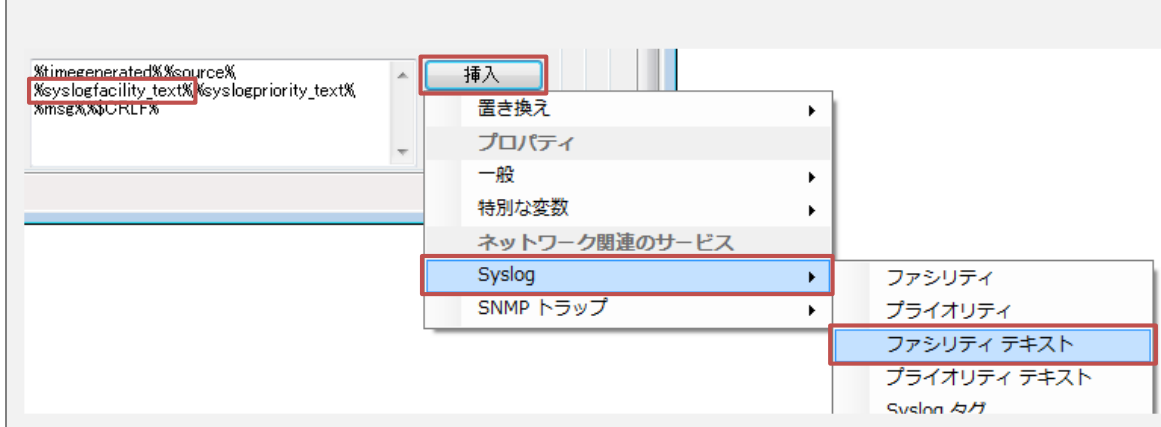 %timegenerated%,%source%,
%syslogfacility_text%,%syslogpriority_text%,
%msg%,%$CRLF%
挿入
置き換え
プロパティ
一般
特別な変数
ネットワーク関連のサービス
Syslog
SNMP トラップ
ファシリティ
プライオリティ
ファシリティ テキスト
プライオリティ テキスト
Syslog タグ